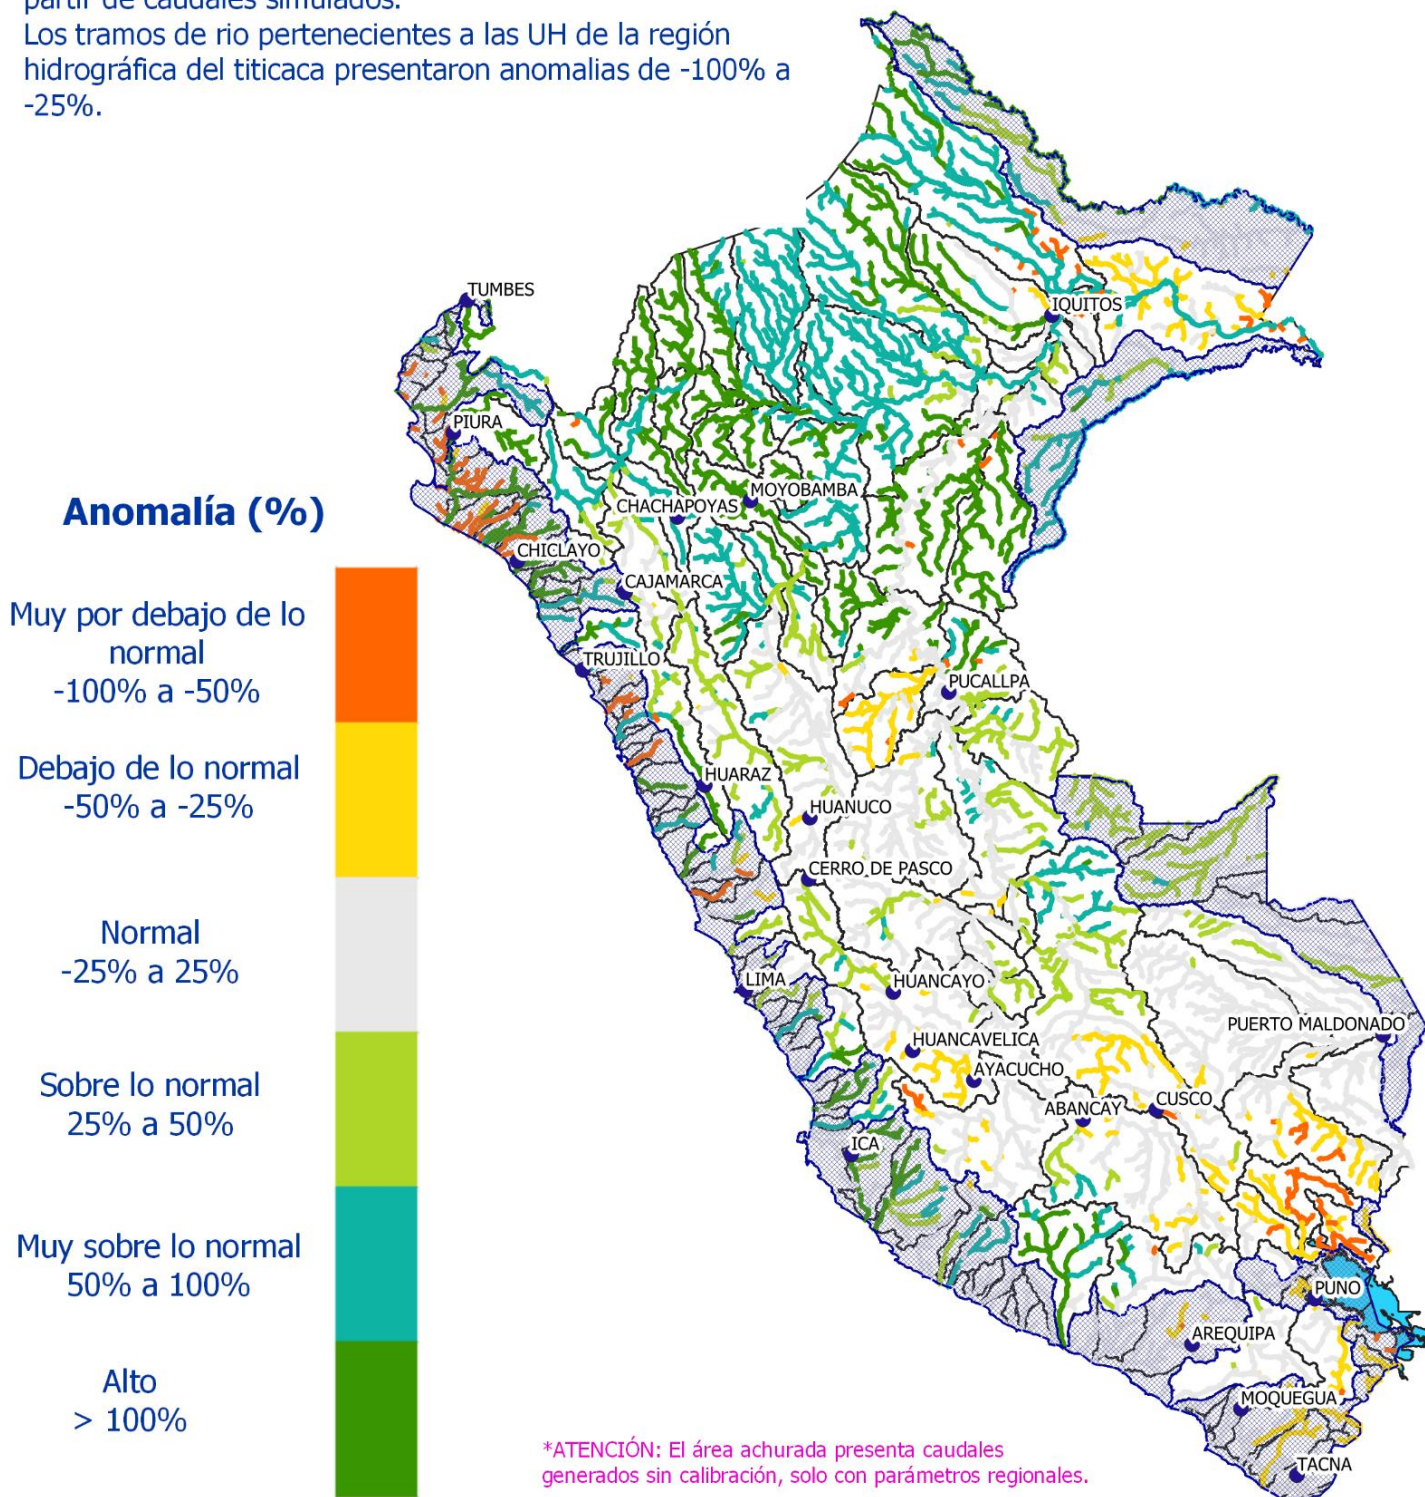 partir de caudales simulados.
Los tramos de rio pertenecientes a las UH de la región
hidrográfica del titicaca presentaron anomalias de -100% a
-25%.
TUMBES
IQUITOS
PIURA
MOYOBAMBA
CHACHAPOYAS
Anomalía (%)
CHICLAYO
CAJAMARCA
Muy por debajo de lo
normal
-100% a -50%
TRUJILLO
PUCALLPA
Debajo de lo normal
-50% a -25%
HUARAZ
HUANUCO
CERRO DE PASCO
Normal
-25% a 25%
LIMA
HUANCAYO
PUERTO MALDONADO
HUANCAVELICA
AYACUCHO
Sobre lo normal
25% a 50%
ABANCAY
CUSCO
ICA
Muy sobre lo normal
50% a 100%
PUNO
AREQUIPA
Alto
> 100%
MOQUEGUA
*ATENCIÓN: El área achurada presenta caudales
generados sin calibración, solo con parámetros regionales.
TACNA